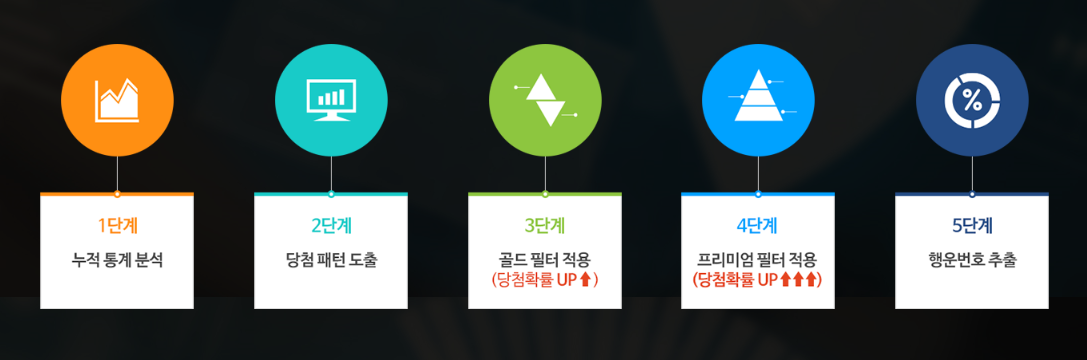 %
1단계
누적 통계 분석
2단계
당첨 패턴 도출
3단계
골드 필터 적용
(당첨확률 UP⬆)
4단계
프리미엄 필터 적용
(당첨확률 UP⬆⬆⬆)
5단계
행운번호 추출